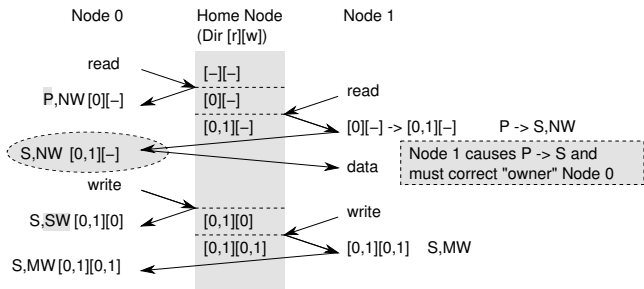 Node 0 Home Node Node 1
(Dir [r][w])
read
[–][–]
read
P,NW [0][–] [0][–]
[0,1][–] [0][–] -> [0,1][–] P -> S,NW
S,NW [0,1][–]
data
Node 1 causes P -> S and
must correct "owner" Node 0
write
write
S,SW [0,1][0] [0,1][0]
[0,1][0,1] [0,1][0,1] S,MW
S,MW [0,1][0,1]